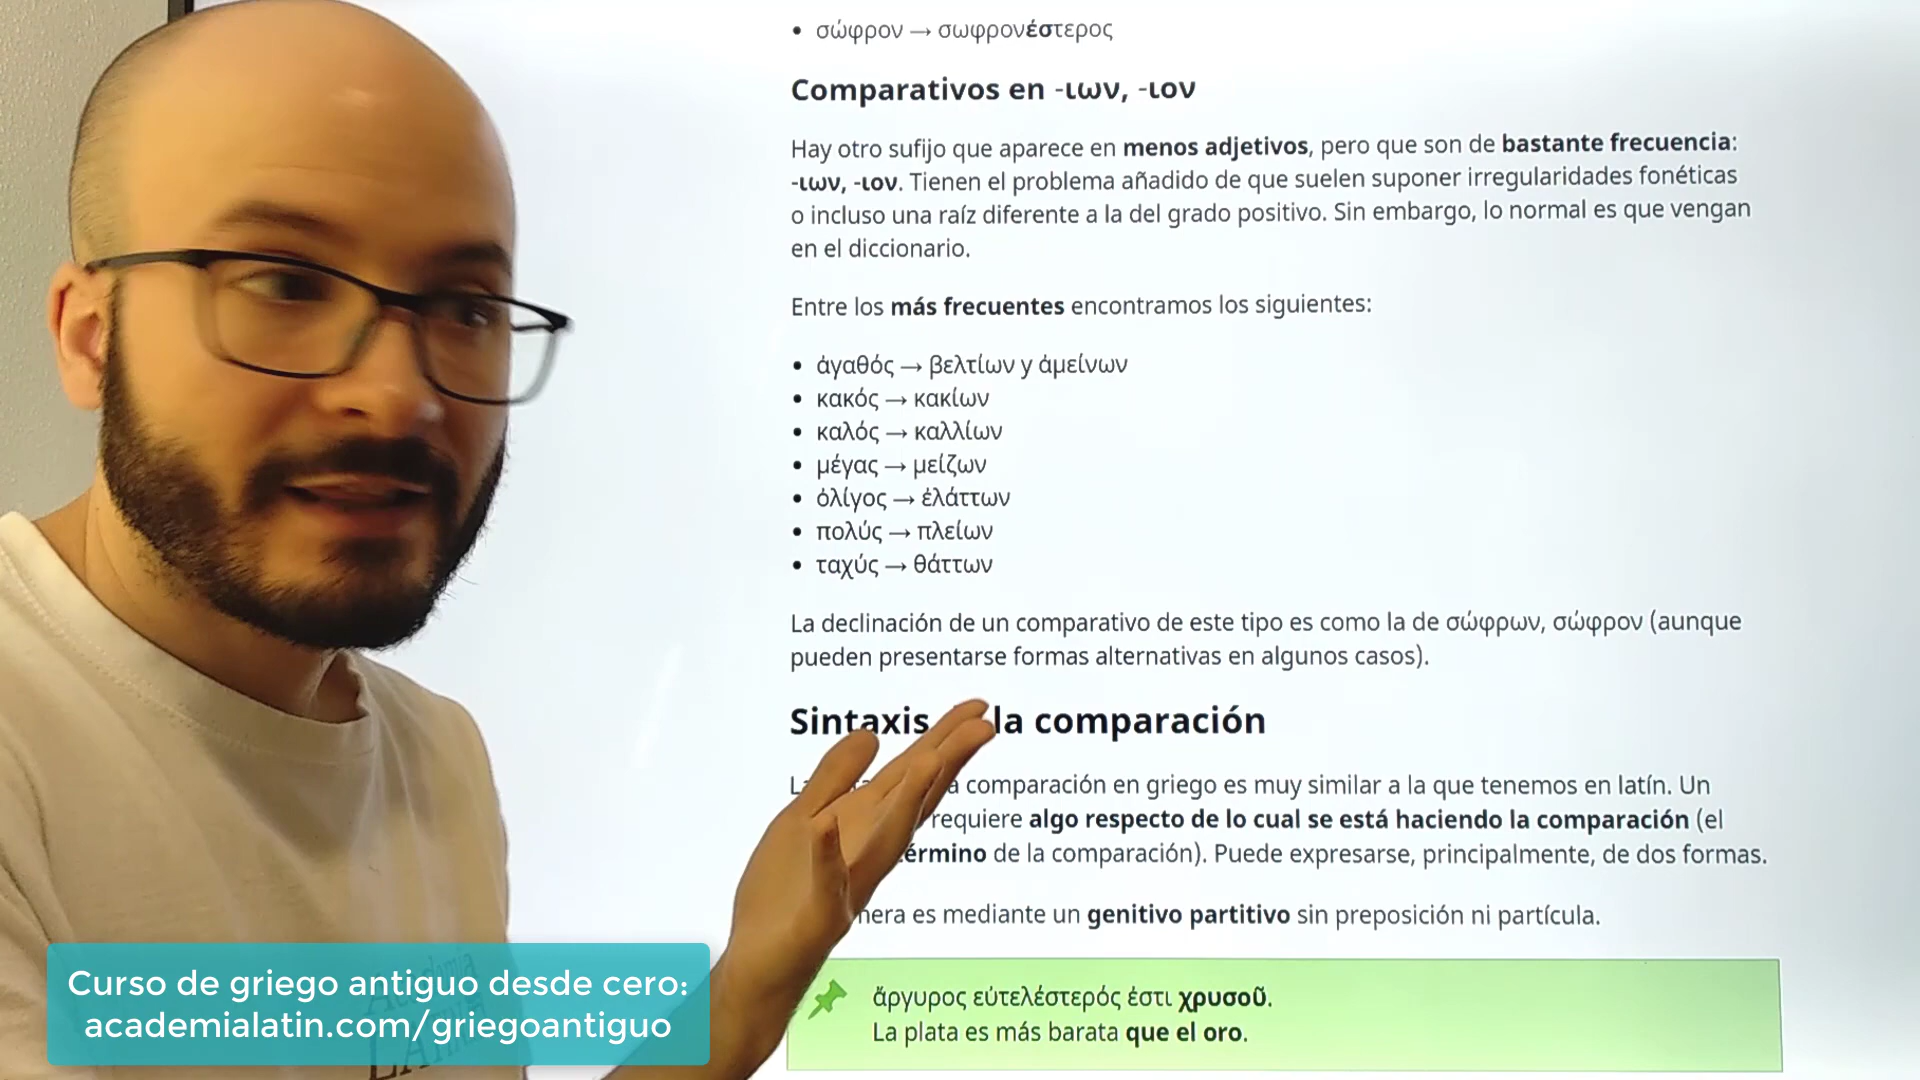 • σώφρον → σωφρονέστερος
Comparativos en -ιων, -ιον
Hay otro sufijo que aparece en menos adjetivos, pero que son de bastante frecuencia:
-ιων, -ιον. Tienen el problema añadido de que suelen suponer irregularidades fonéticas
o incluso una raíz diferente a la del grado positivo. Sin embargo, lo normal es que vengan
en el diccionario.
Entre los más frecuentes encontramos los siguientes:
• ἀγαθός → βελτίων y ἀμείνων
• κακός → κακίων
• καλός → καλλίων
• μέγας → μείζων
• ὀλίγος → ἐλάττων
• πολύς → πλείων
• ταχύς → θάττων
La declinación de un comparativo de este tipo es como la de σώφρων, σώφρον (aunque
pueden presentarse formas alternativas en algunos casos).
Sintaxis la comparación
comparación en griego es muy similar a la que tenemos en latín. Un
requiere algo respecto de lo cual se está haciendo la comparación (el
término de la comparación). Puede expresarse, principalmente, de dos formas.
es mediante un genitivo partitivo sin preposición ni partícula.
ἄργυρος εὐτελέστερός ἐστι χρυσοῦ.
La plata es más barata que el oro.
Curso de griego antiguo desde cero:
academialatin.com/griegoantiguo